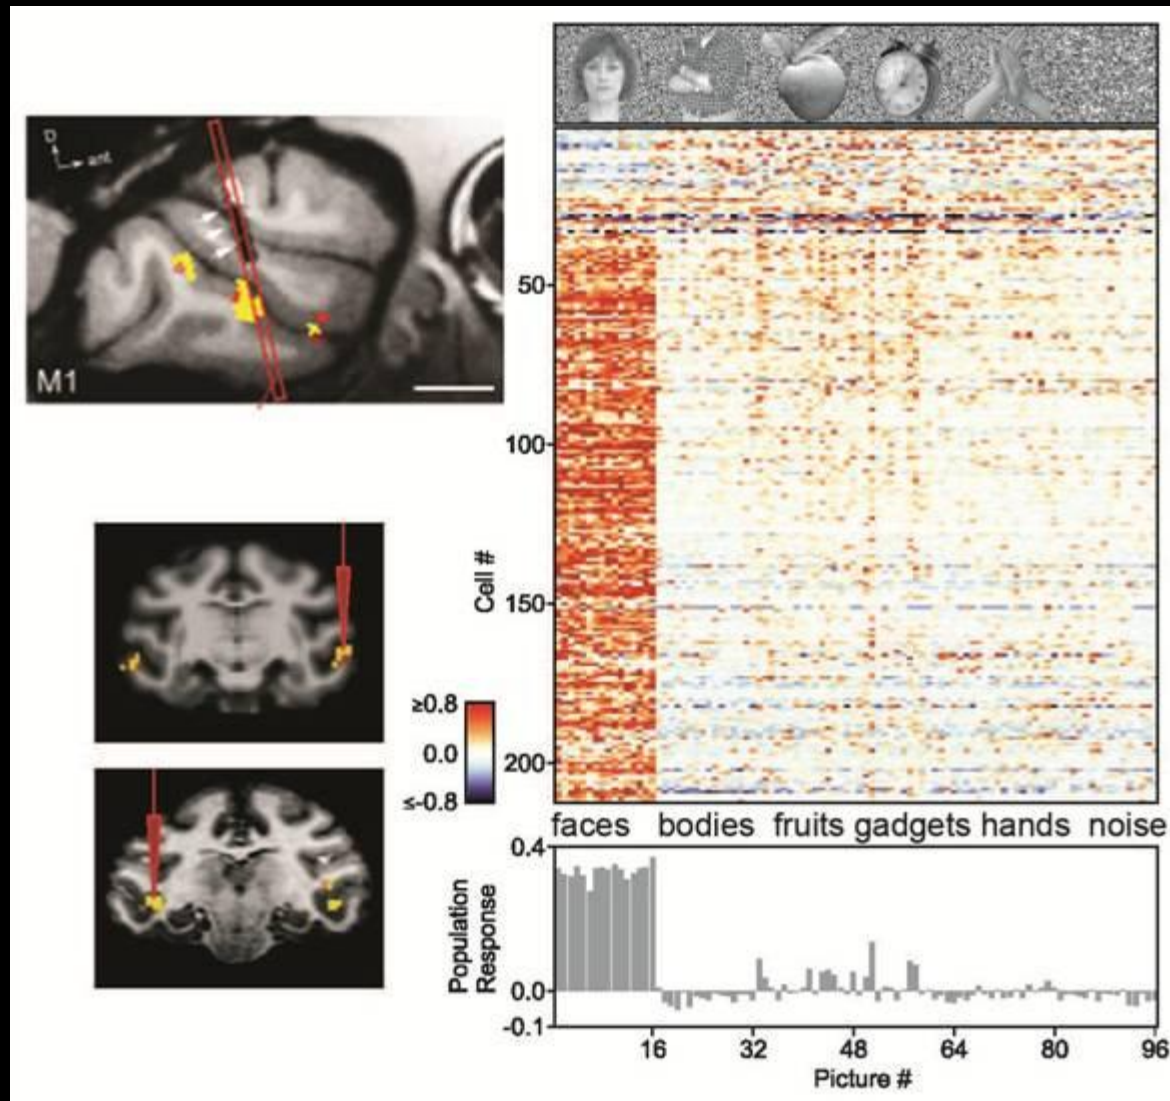 D
ant
M1
50
100
150
200
Cell #
≥0.8
0.0
≤-0.8
faces bodies fruits gadgets hands noise
0.4
0.0
-0.1
Population
Response
16 32 48 64 80 96
Picture #